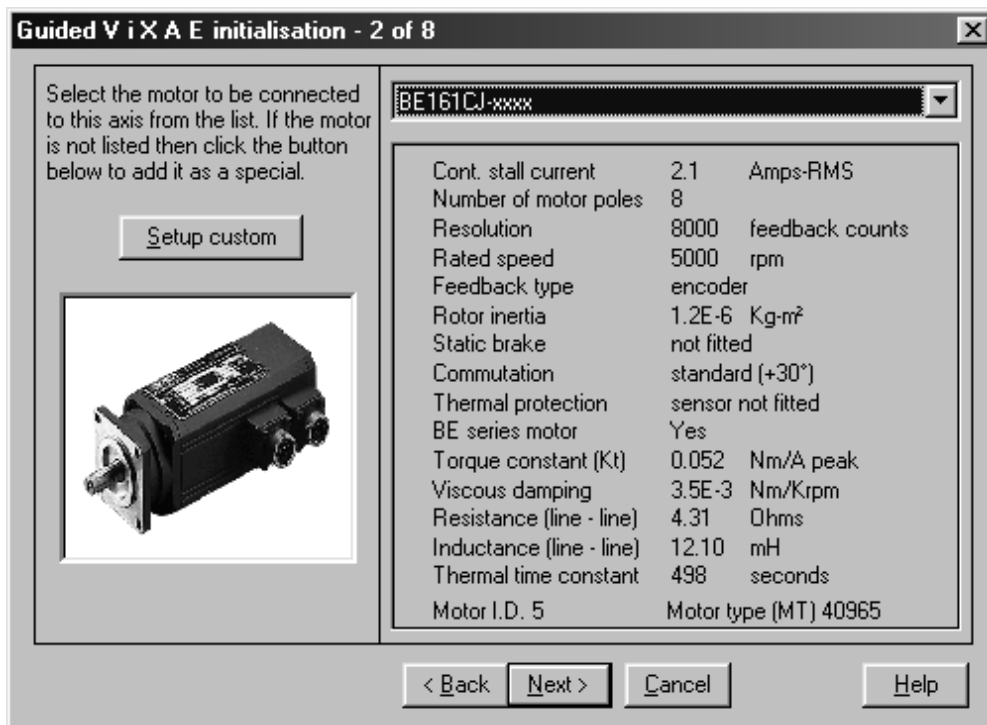 Guided V i X A E initialisation - 2 of 8
Select the motor to be connected
to this axis from the list. If the motor
is not listed then click the button
below to add it as a special.
Setup custom
BE161CJ-xxxx
Cont. stall current 2.1 Amps-RMS
Number of motor poles 8
Resolution 8000 feedback counts
Rated speed 5000 rpm
Feedback type encoder
Rotor inertia 1.2E-6 Kg-m²
Static brake not fitted
Commutation standard (+30°)
Thermal protection sensor not fitted
BE series motor Yes
Torque constant (Kt) 0.052 Nm/A peak
Viscous damping 3.5E-3 Nm/Krpm
Resistance (line - line) 4.31 Ohms
Inductance (line - line) 12.10 mH
Thermal time constant 498 seconds
Motor I.D. 5 Motor type (MT) 40965
< Back Next > Cancel Help